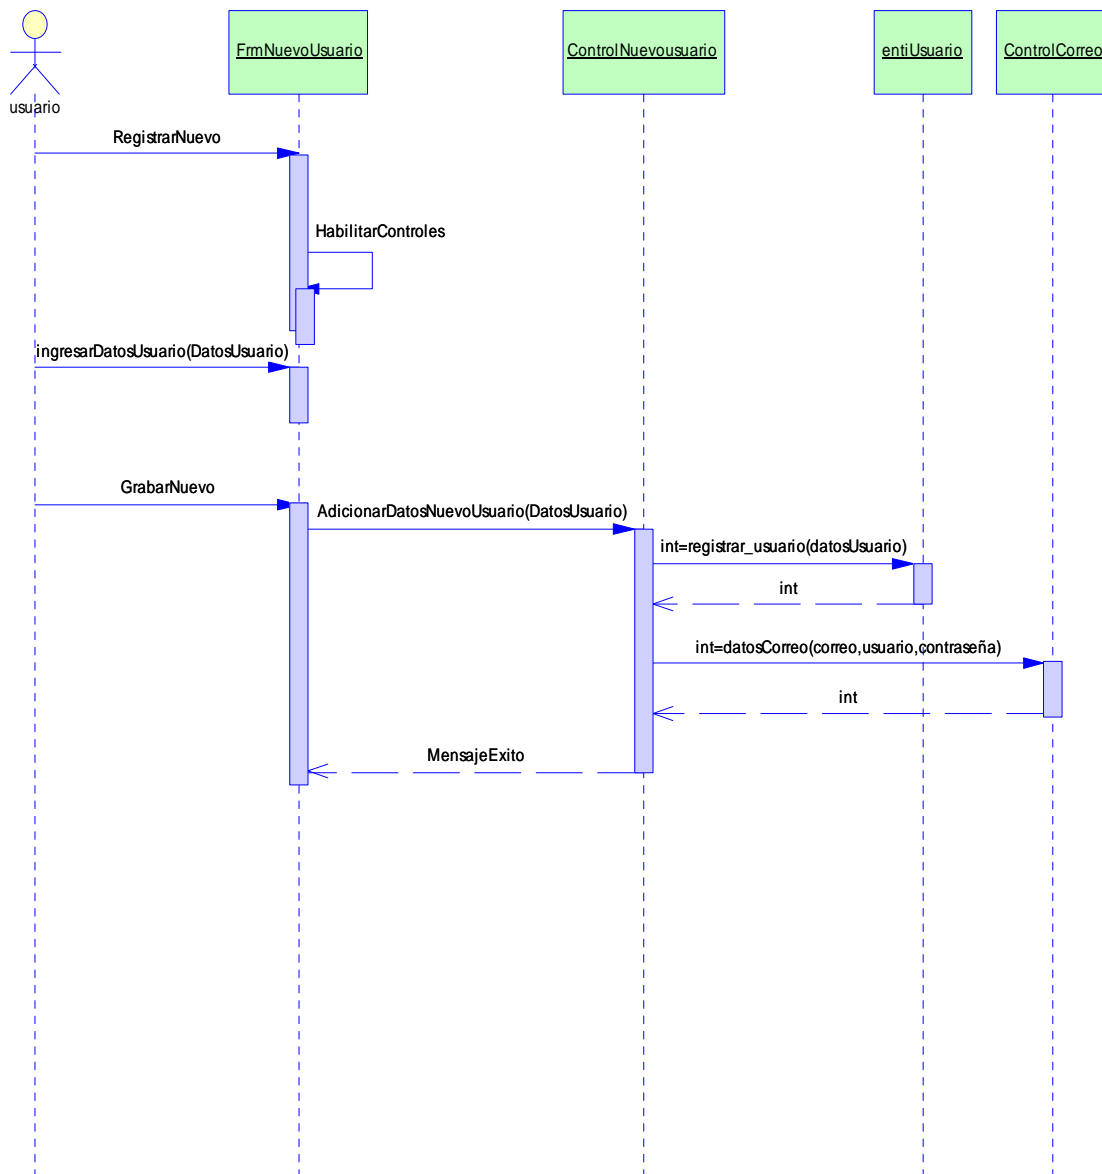 FrmNuevoUsuario
ControlNuevousuario
entiUsuario
ControlCorreo
usuario
RegistrarNuevo
HabilitarControles
ingresarDatosUsuario(DatosUsuario)
GrabarNuevo
AdicionarDatosNuevoUsuario(DatosUsuario)
int=registrar_usuario(datosUsuario)
int
int=datosCorreo(correo,usuario,contraseña)
int
MensajeExito